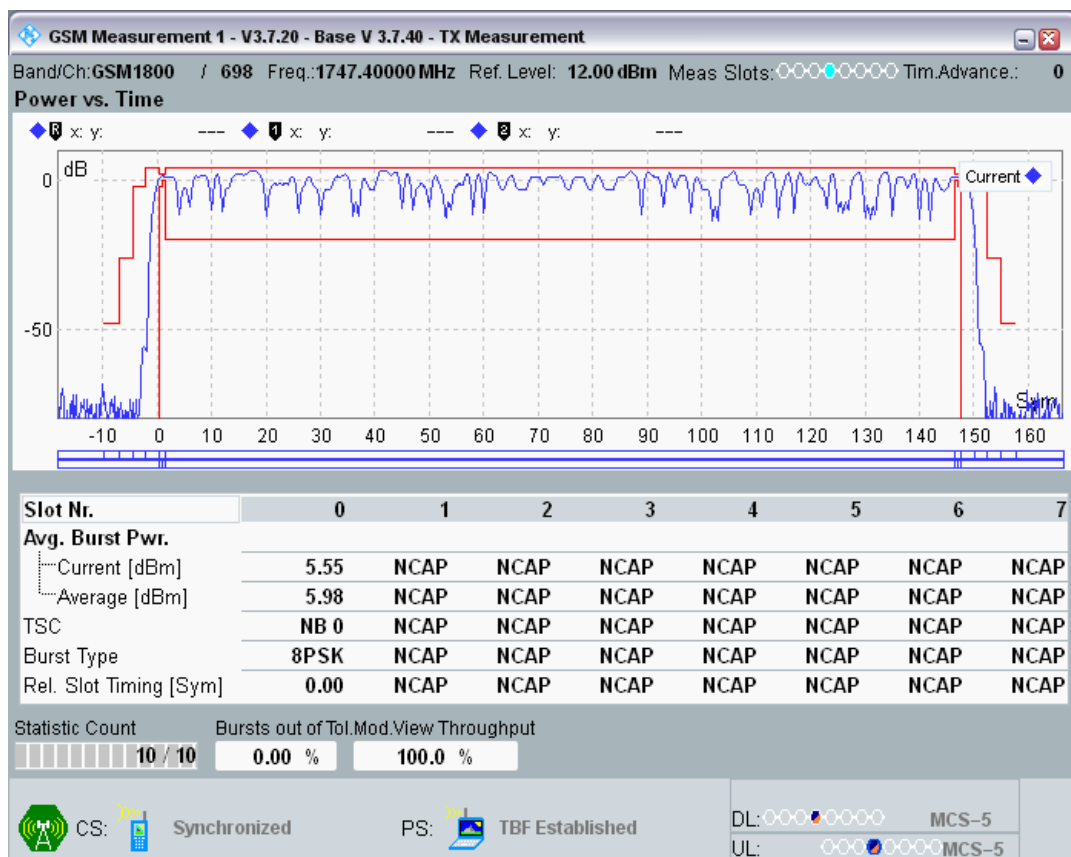 GSM Measurement 1 - V3.7.20 - Base V 3.7.40 - TX Measurement
Band/Ch:GSM1800 / 698 Freq.:1747.40000 MHz Ref. Level: 12.00 dBm Meas Slots: Tim.Advance.: 0
Power vs. Time
R x: y: --- 1 x: y: --- 2 x: y: ---
dB
0
Current
-50
Sym
-10 0 10 20 30 40 50 60 70 80 90 100 110 120 130 140 150 160
Slot Nr. 0 1 2 3 4 5 6 7
Avg. Burst Pwr.
Current [dBm] 5.55 NCAP NCAP NCAP NCAP NCAP NCAP NCAP
Average [dBm] 5.98 NCAP NCAP NCAP NCAP NCAP NCAP NCAP
TSC NB 0 NCAP NCAP NCAP NCAP NCAP NCAP NCAP
Burst Type 8PSK NCAP NCAP NCAP NCAP NCAP NCAP NCAP
Rel. Slot Timing [Sym] 0.00 NCAP NCAP NCAP NCAP NCAP NCAP NCAP
Statistic Count Bursts out of Tol.Mod.View Throughput
10 / 10 0.00 % 100.0 %
CS: Synchronized PS: TBF Established DL: MCS-5
UL: MCS-5